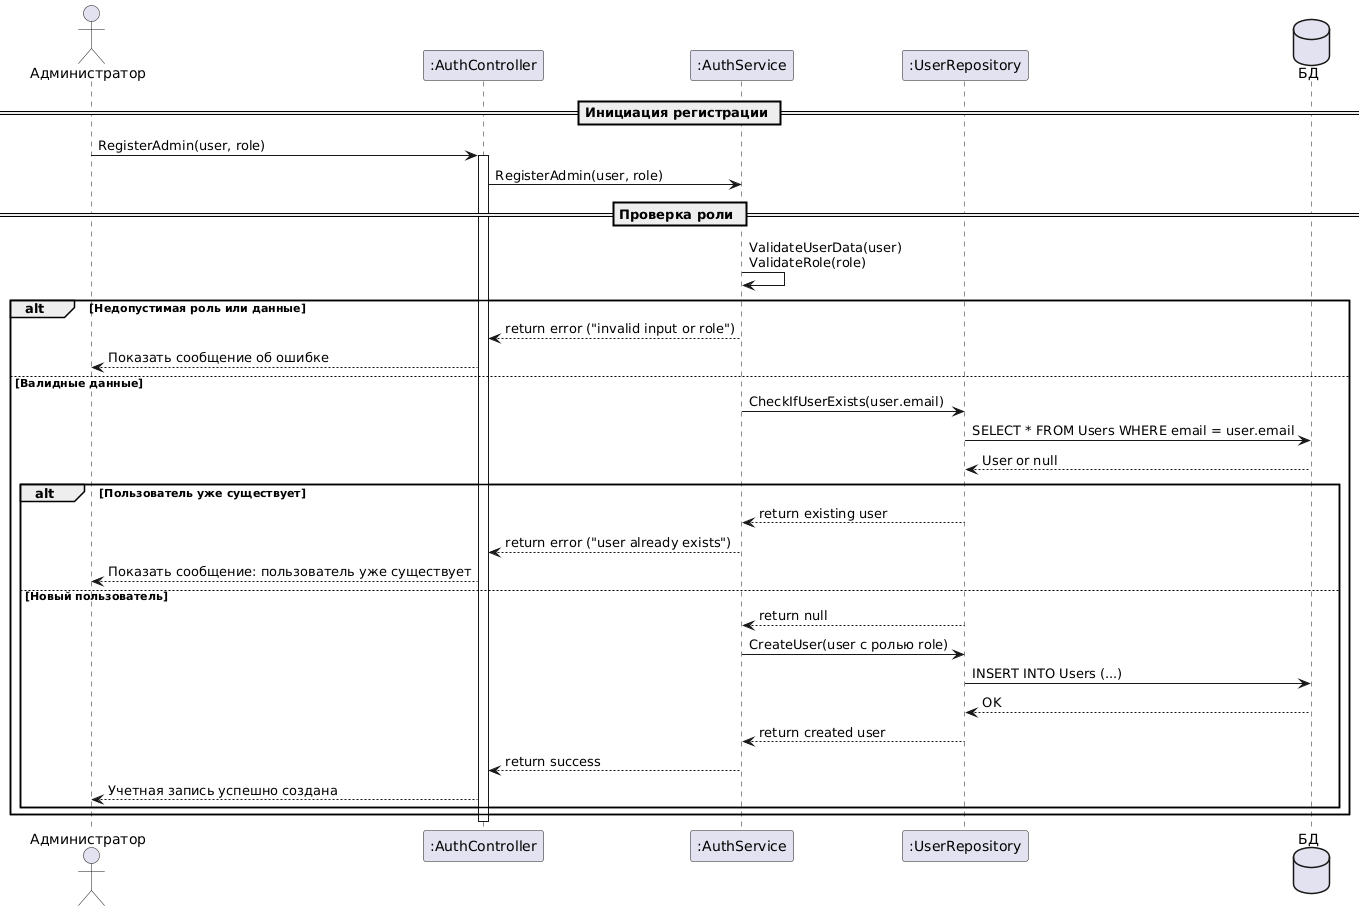 Администратор
:AuthController
:AuthService
:UserRepository
БД
Инициация регистрации
RegisterAdmin(user, role)
RegisterAdmin(user, role)
Проверка роли
ValidateUserData(user)
ValidateRole(role)
alt
[Недопустимая роль или данные]
return error ("invalid input or role")
Показать сообщение об ошибке
[Валидные данные]
CheckIfUserExists(user.email)
SELECT * FROM Users WHERE email = user.email
User or null
alt
[Пользователь уже существует]
return existing user
return error ("user already exists")
Показать сообщение: пользователь уже существует
[Новый пользователь]
return null
CreateUser(user с ролью role)
INSERT INTO Users (...)
OK
return created user
return success
Учетная запись успешно создана
Администратор
:AuthController
:AuthService
:UserRepository
БД